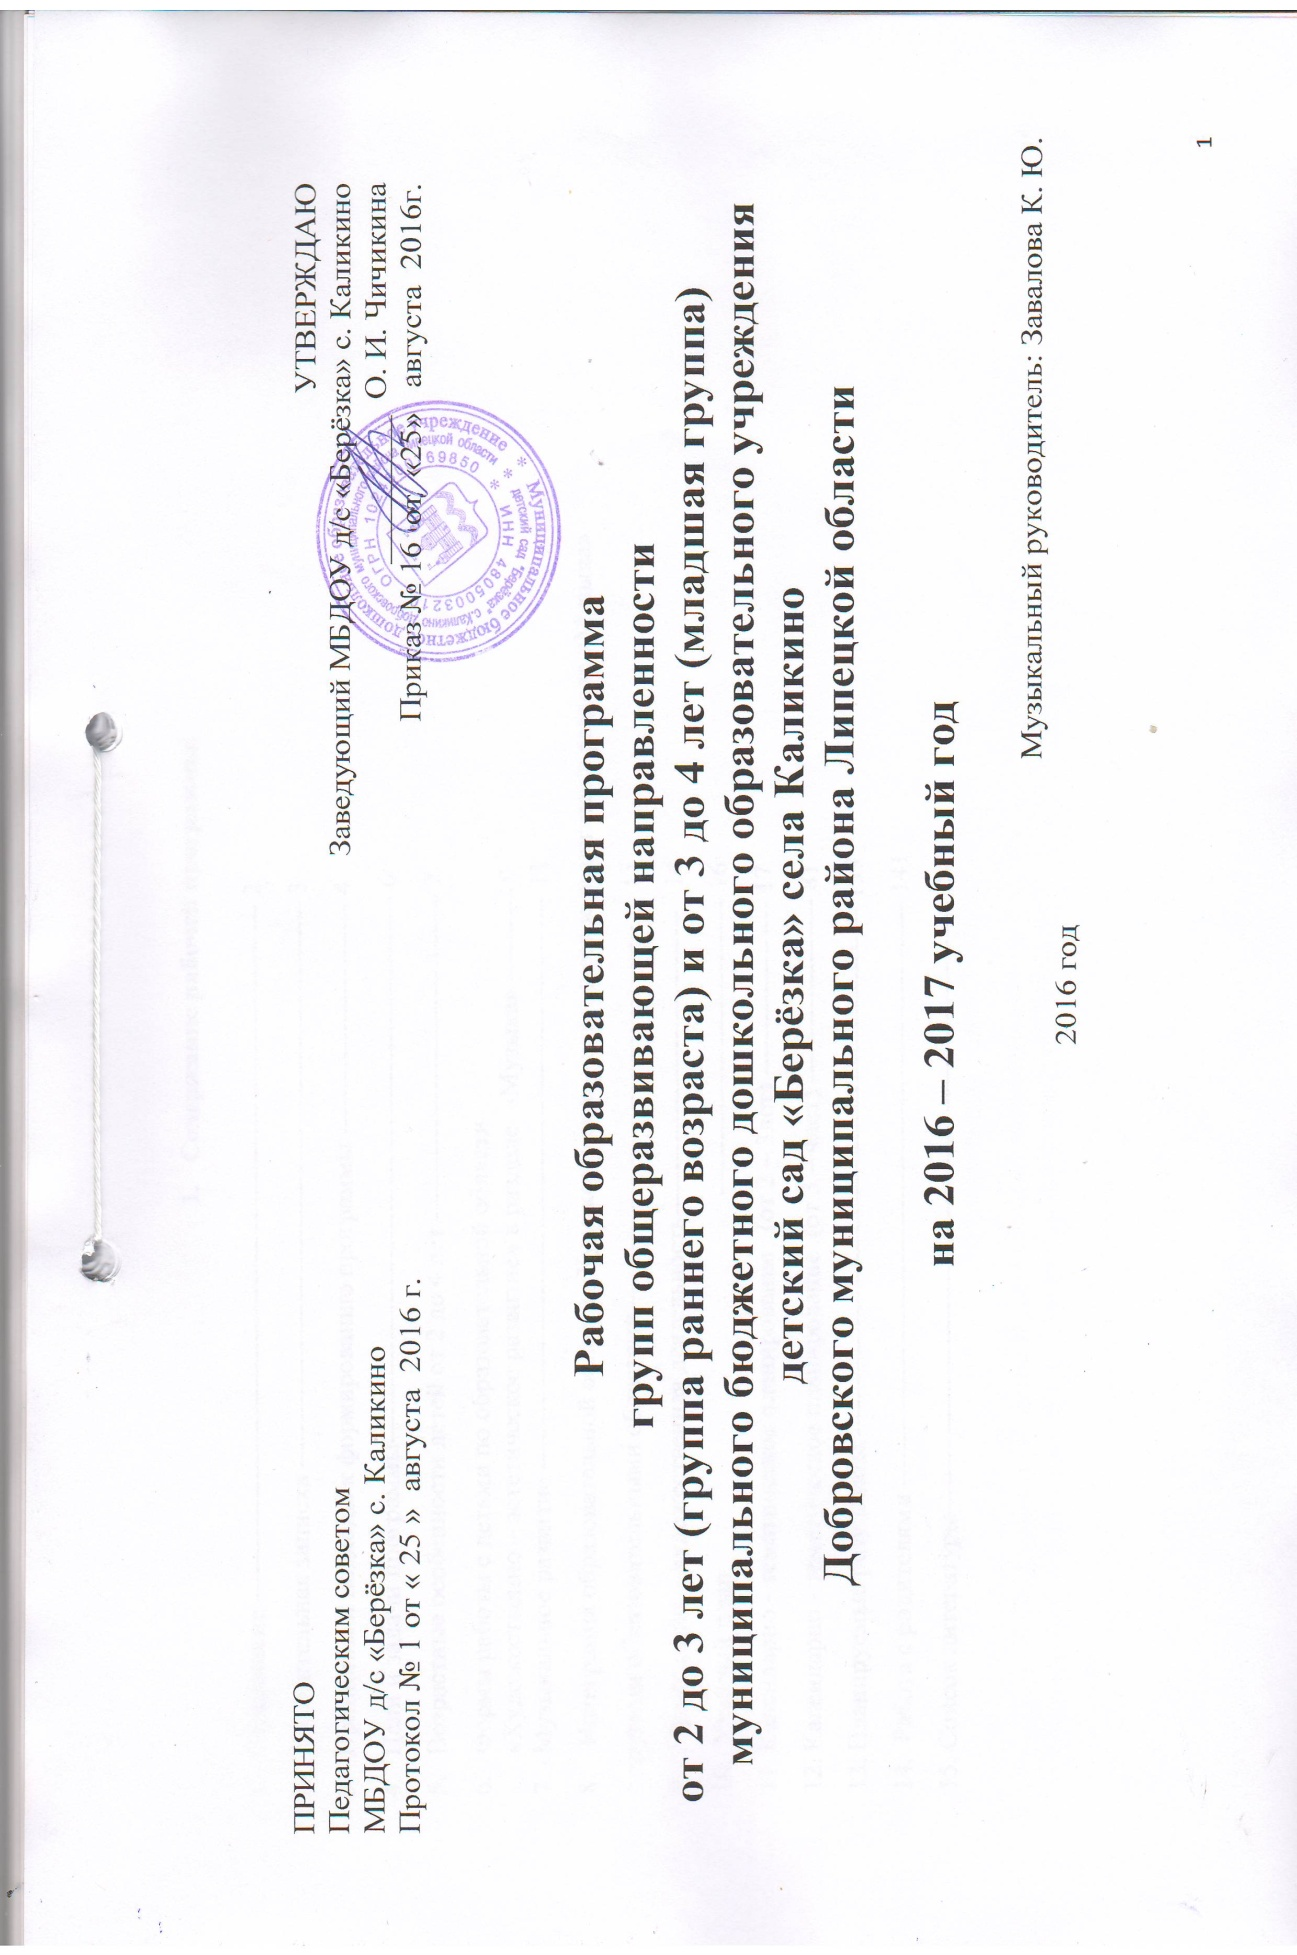 ПРИНЯТО
Педагогическим советом
МБДОУ д/с «Берёзка» с. Каликино
Протокол № 1 от « 25 » августа 2016 г.
УТВЕРЖДАЮ
Заведующий МБДОУ д/с «Берёзка» с. Каликино
О. И. Чичикина
Приказ № 16 от «25» августа 2016г.
Рабочая образовательная программа
групп общеразвивающей направленности
от 2 до 3 лет (группа раннего возраста) и от 3 до 4 лет (младшая группа)
муниципального бюджетного дошкольного образовательного учреждения
детский сад «Берёзка» села Каликино
Добровского муниципального района Липецкой области
на 2016 – 2017 учебный год
Музыкальный руководитель: Завалова К. Ю.
2016 год
1